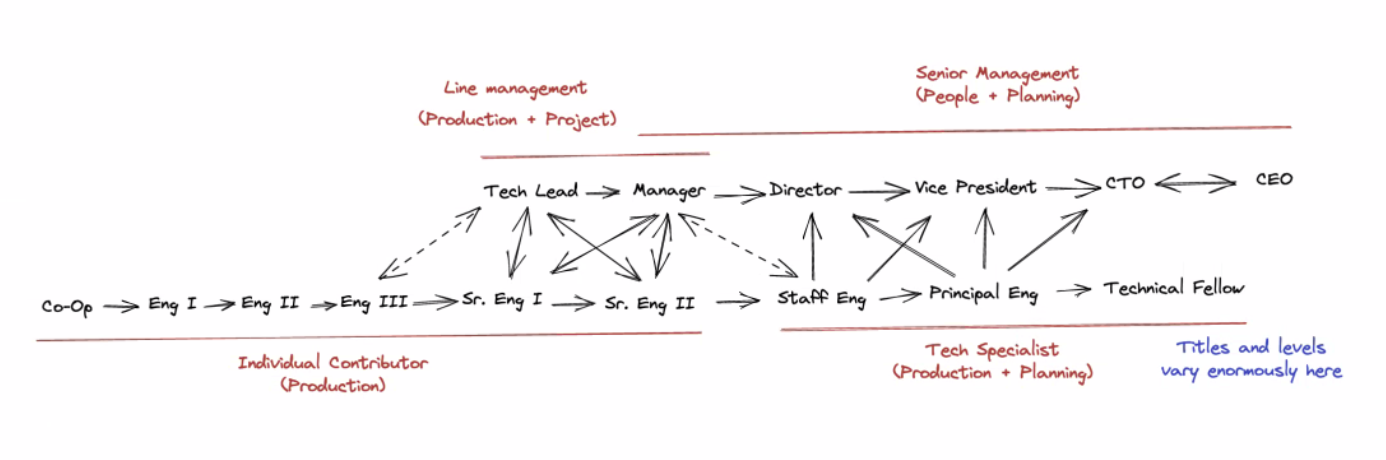 Senior Management
(People + Planning)
Line management
(Production + Project)
Tech Lead Manager Director Vice President CTO CEO
Co-Op Eng I Eng II Eng III Sr. Eng I Sr. Eng II Staff Eng Principal Eng Technical Fellow
Individual Contributor
(Production)
Tech Specialist
(Production + Planning)
Titles and levels
vary enormously here